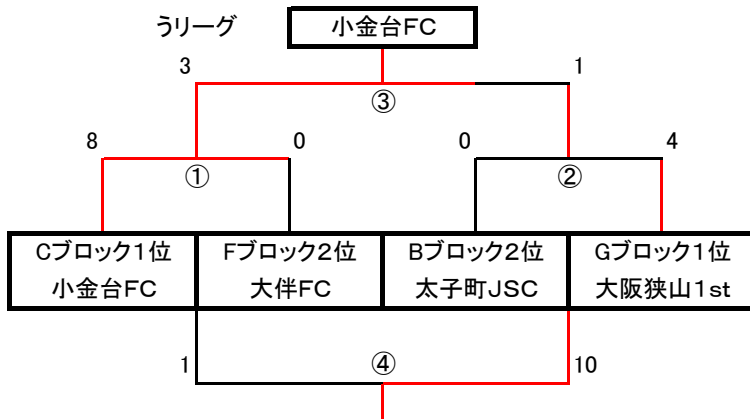 うリーグ
小金台FC
3
1
③
8
0
0
4
①
②
Cブロック1位
小金台FC
Fブロック2位
大伴FC
Bブロック2位
太子町JSC
Gブロック1位
大阪狭山1st
1
④
10